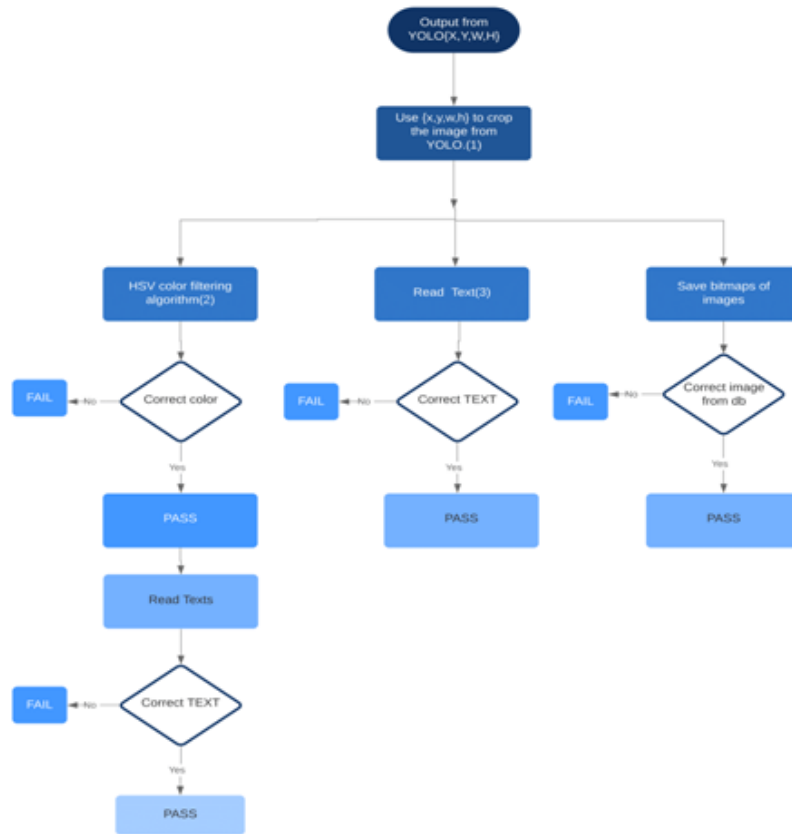 Output from
YOLO{X,Y,W,H}
Use {x,y,w,h} to crop
the image from
YOLO.(1)
HSV color filtering
algorithm(2)
Read Text(3)
Save bitmaps of
images
FAIL
No
Correct color
FAIL
No
Correct TEXT
FAIL
No
Correct image
from db
Yes
Yes
Yes
PASS
PASS
PASS
Read Texts
FAIL
No
Correct TEXT
Yes
PASS